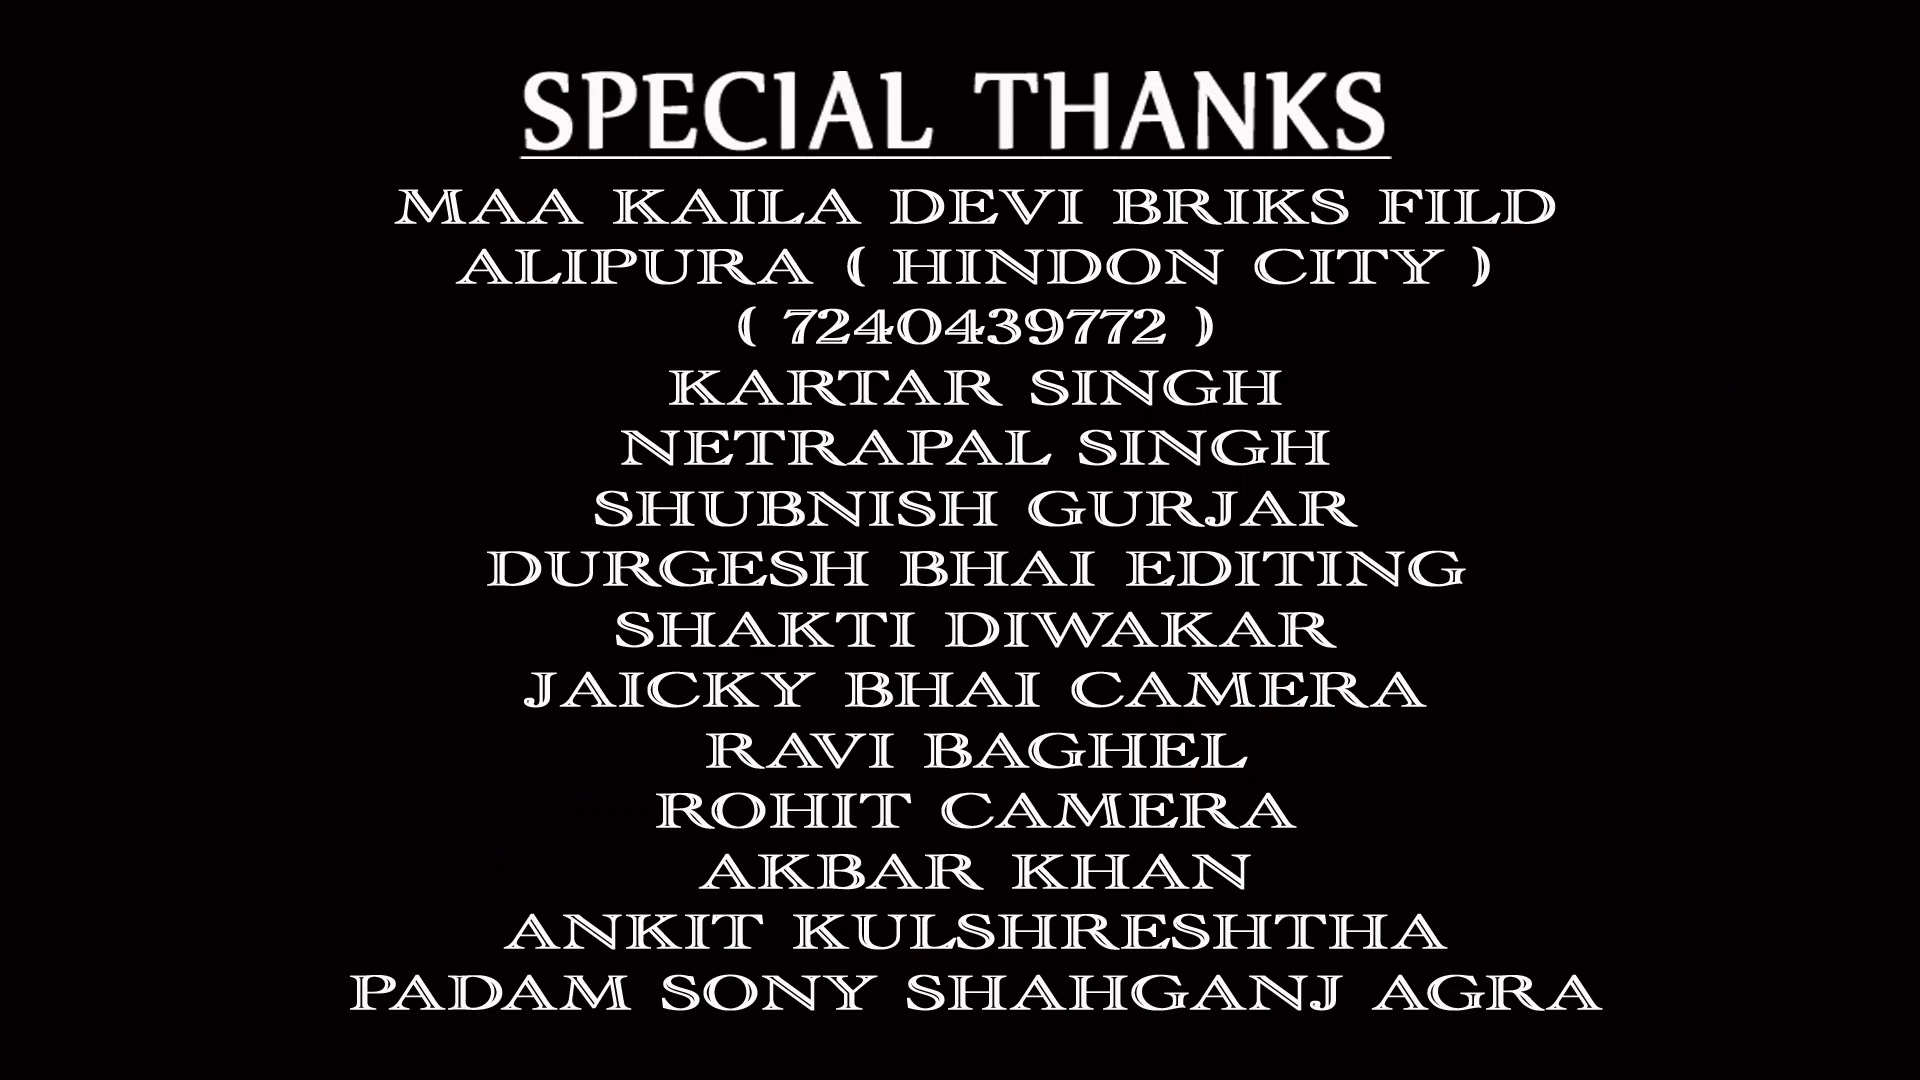 SPECIAL THANKS
MAA KAILA DEVI BRIKS FILD
ALIPURA ( HINDON CITY )
( 7240439772 )
KARTAR SINGH
NETRAPAL SINGH
SHUBNISH GURJAR
DURGESH BHAI EDITING
SHAKTI DIWAKAR
JAICKY BHAI CAMERA
RAVI BAGHEL
ROHIT CAMERA
AKBAR KHAN
ANKIT KULSHRESHTHA
PADAM SONY SHAHGANJ AGRA